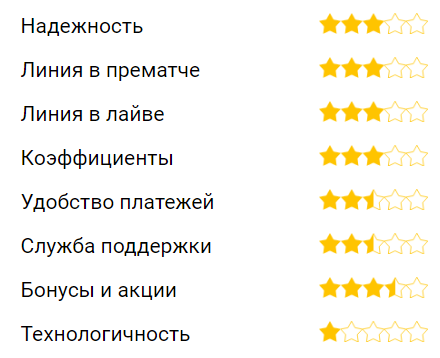 Надежность
Линия в прематче
Линия в лайве
Коэффициенты
Удобство платежей
Служба поддержки
Бонусы и акции
Технологичность